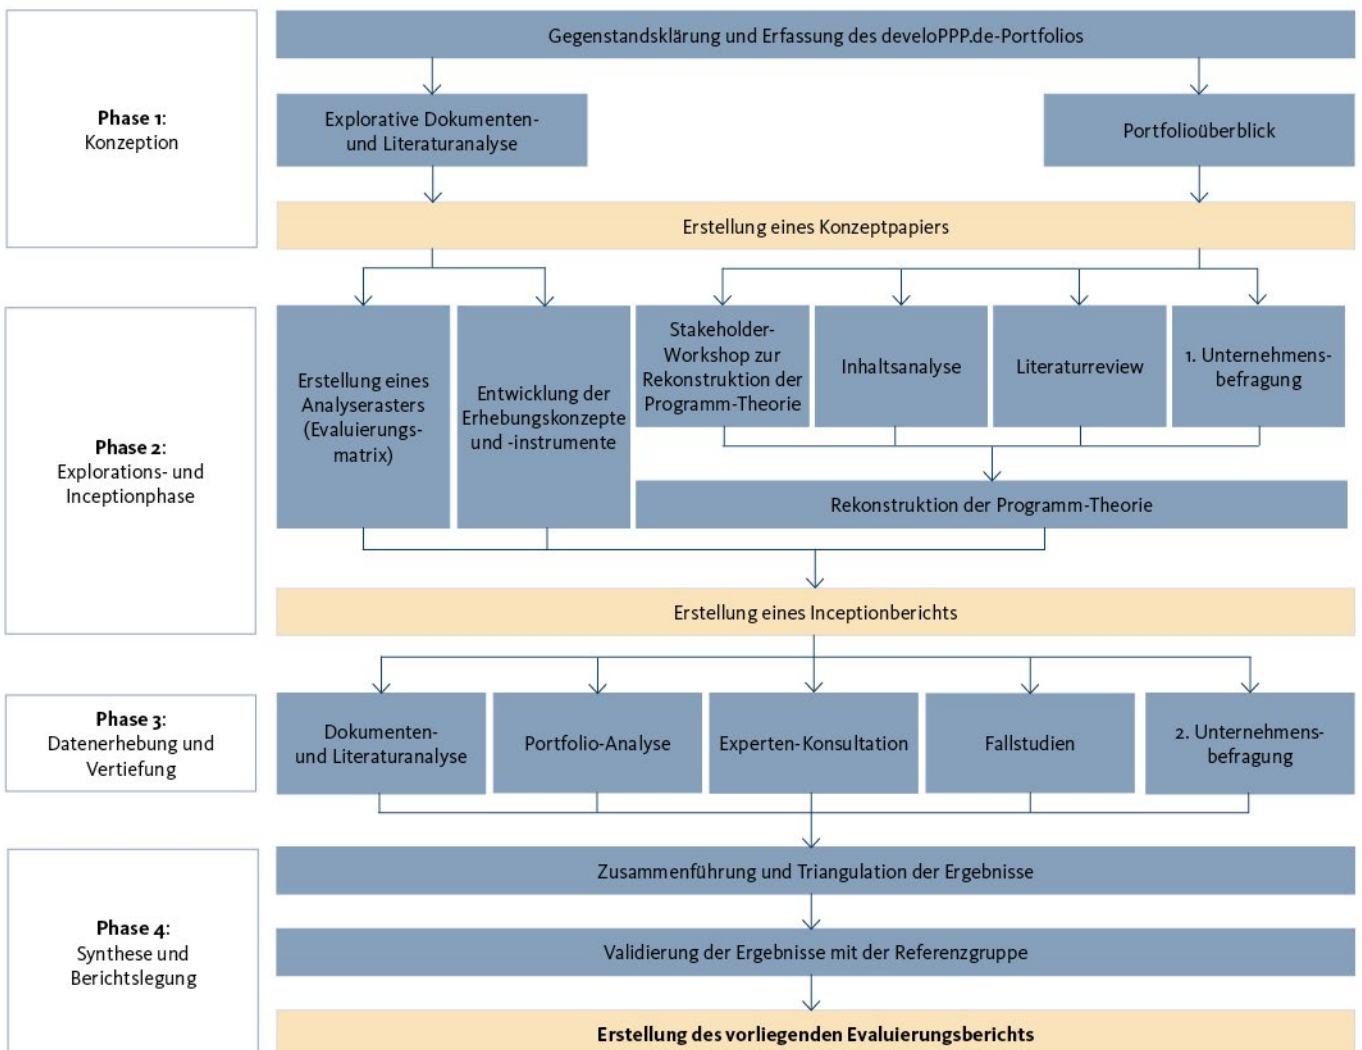 Gegenstandsklärung und Erfassung des develoPPP.de-Portfolios
Phase 1:
Konzeption
Explorative Dokumenten-
und Literaturanalyse
Portfolioüberblick
Erstellung eines Konzeptpapiers
Phase 2:
Explorations- und
Inceptionphase
Erstellung eines
Analyserasters
(Evaluierungs-
matrix)
Entwicklung der
Erhebungskonzepte
und -instrumente
Stakeholder-
Workshop zur
Rekonstruktion der
Programm-Theorie
Inhaltsanalyse
Literaturreview
1. Unternehmens-
befragung
Rekonstruktion der Programm-Theorie
Erstellung eines Inceptionberichts
Phase 3:
Datenerhebung und
Vertiefung
Dokumenten-
und Literaturanalyse
Portfolio-Analyse
Experten-Konsultation
Fallstudien
2. Unternehmens-
befragung
Phase 4:
Synthese und
Berichtslegung
Zusammenführung und Triangulation der Ergebnisse
Validierung der Ergebnisse mit der Referenzgruppe
Erstellung des vorliegenden Evaluierungsberichts